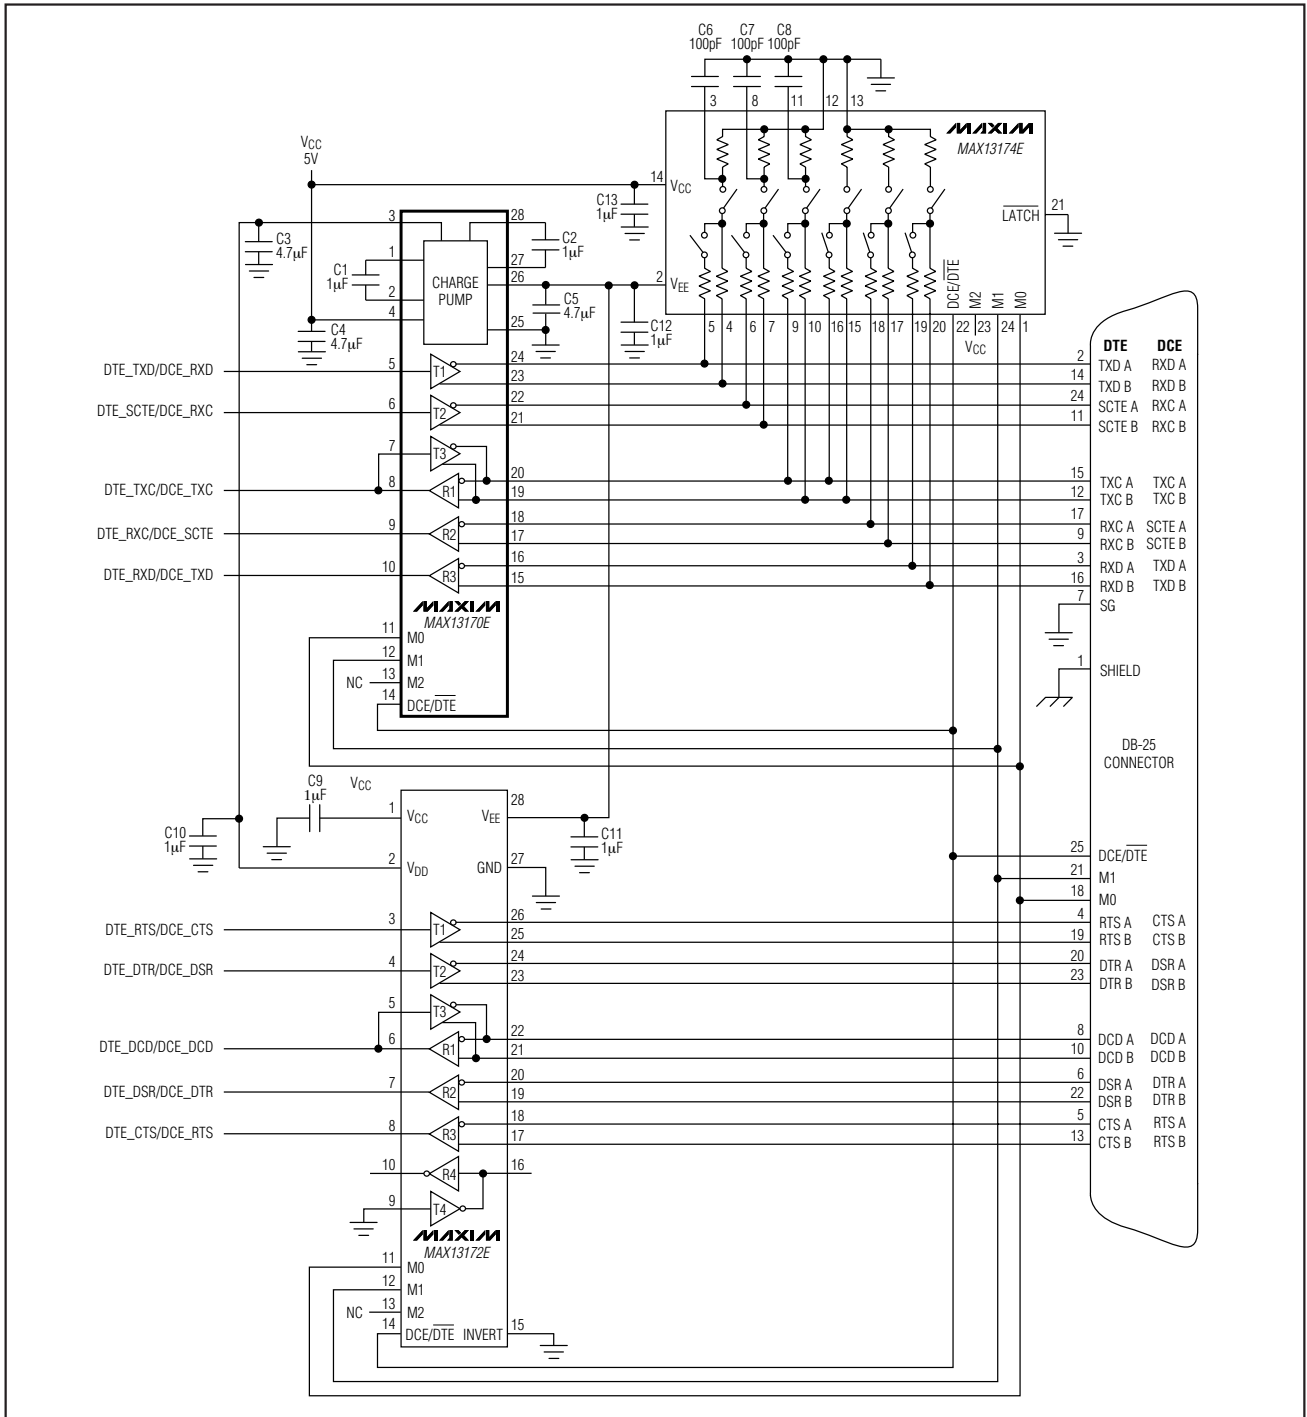 C6 C7 C8
100pF 100pF 100pF
3 8 11 12 13
MAXIM
MAX13174E
VCC
5V
14 VCC
C13
1μF
LATCH 21
3 28
C3
4.7μF
C2
1μF
1 27
C1
1μF
CHARGE
PUMP
26 2 VEE
2
4 25
C5
4.7μF
C12
1μF
C4
4.7μF
DCE/DTE M2 M1 M0
5 4 6 7 9 10 16 15 18 17 19 20 22 23 24 1
VCC
DTE DCE
DTE_TXD/DCE_RXD 5 T1 24 2 TXD A RXD A
23 14 TXD B RXD B
DTE_SCTE/DCE_RXC 6 T2 22 24 SCTE A RXC A
21 11 SCTE B RXC B
7 T3
DTE_TXC/DCE_TXC 8 R1 20 15 TXC A TXC A
19 12 TXC B TXC B
DTE_RXC/DCE_SCTE 9 R2 18 17 RXC A SCTE A
17 9 RXC B SCTE B
DTE_RXD/DCE_TXD 10 R3 16 3 RXD A TXD A
15 16 RXD B TXD B
MAXIM
MAX13170E
7 SG
11 M0
12 M1
NC 13 M2
14 DCE/DTE
1 SHIELD
DB-25
CONNECTOR
C9
1μF
VCC
1 VCC VEE 28
C10
1μF
C11
1μF
2 VDD GND 27
25 DCE/DTE
21 M1
18 M0
DTE_RTS/DCE_CTS 3 T1 26 4 RTS A CTS A
25 19 RTS B CTS B
DTE_DTR/DCE_DSR 4 T2 24 20 DTR A DSR A
23 23 DTR B DSR B
5 T3
DTE_DCD/DCE_DCD 6 R1 22 8 DCD A DCD A
21 10 DCD B DCD B
DTE_DSR/DCE_DTR 7 R2 20 6 DSR A DTR A
19 22 DSR B DTR B
DTE_CTS/DCE_RTS 8 R3 18 5 CTS A RTS A
17 13 CTS B RTS B
10 R4 16
9 T4
MAXIM
MAX13172E
11 M0
12 M1
NC 13 M2
14 DCE/DTE INVERT 15